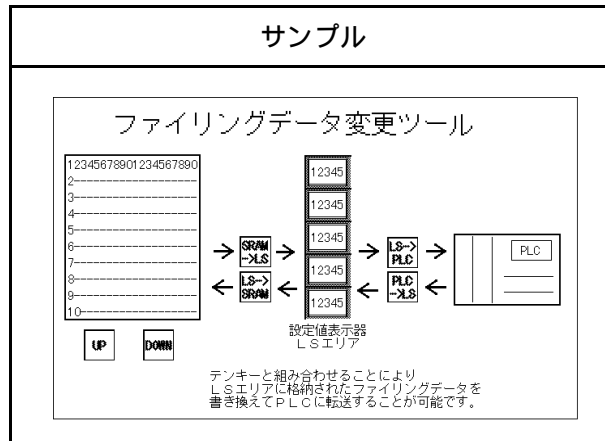 サンプル
ファイリングデータ変更ツール
12345678901234567890
2------------------
3------------------
4------------------
5------------------
6------------------
7------------------
8------------------
9------------------
10-----------------
UP
DOWN
SRAM
-->LS
LS-->
SRAM
12345
12345
12345
12345
12345
設定値表示器
LSエリア
LS-->
PLC
PLC
-->LS
PLC
テンキーと組み合わせることにより
LSエリアに格納されたファイリングデータを
書き換えてPLCに転送することが可能です。